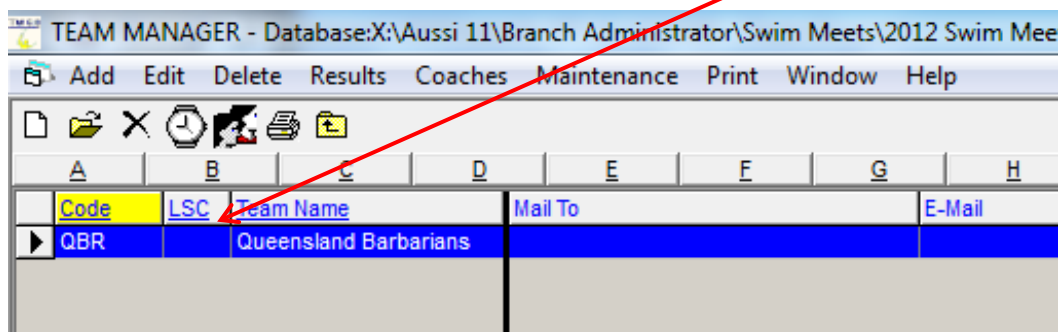 TEAM MANAGER - Database:X:\Aussi 11\Branch Administrator\Swim Meets\2012 Swim Mee
Add Edit Delete Results Coaches Maintenance Print Window Help
A B C D E F G H
Code LSC Team Name Mail To E-Mail
QBR Queensland Barbarians